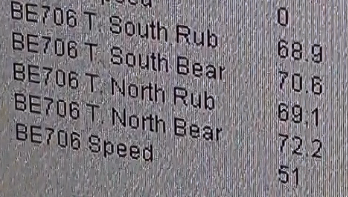 Speed 0
BE706 T. South Rub 68.9
BE706 T. South Bear 70.6
BE706 T. North Rub 69.1
BE706 T. North Bear 72.2
BE706 Speed 51